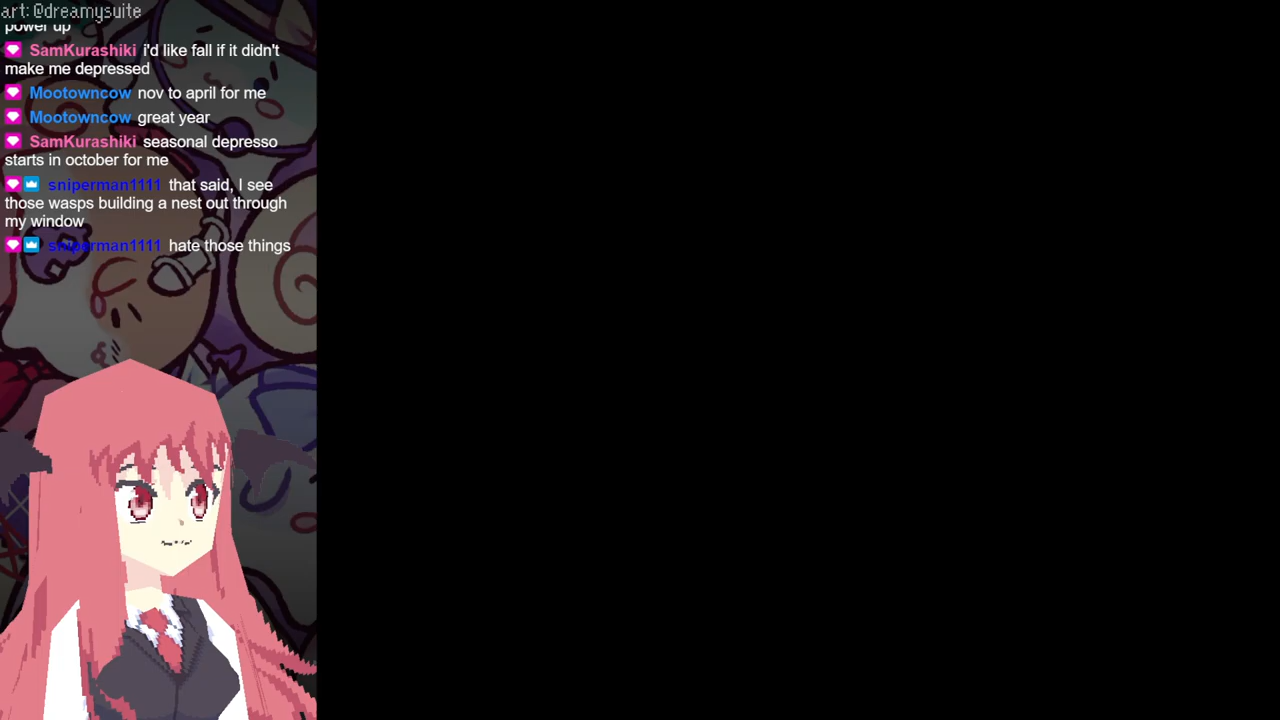 art: @dreamysuite
power up
SamKurashiki i'd like fall if it didn't
make me depressed
Mootowncow nov to april for me
Mootowncow great year
SamKurashiki seasonal depresso
starts in october for me
sniperman1111 that said, I see
those wasps building a nest out through
my window
sniperman1111 hate those things